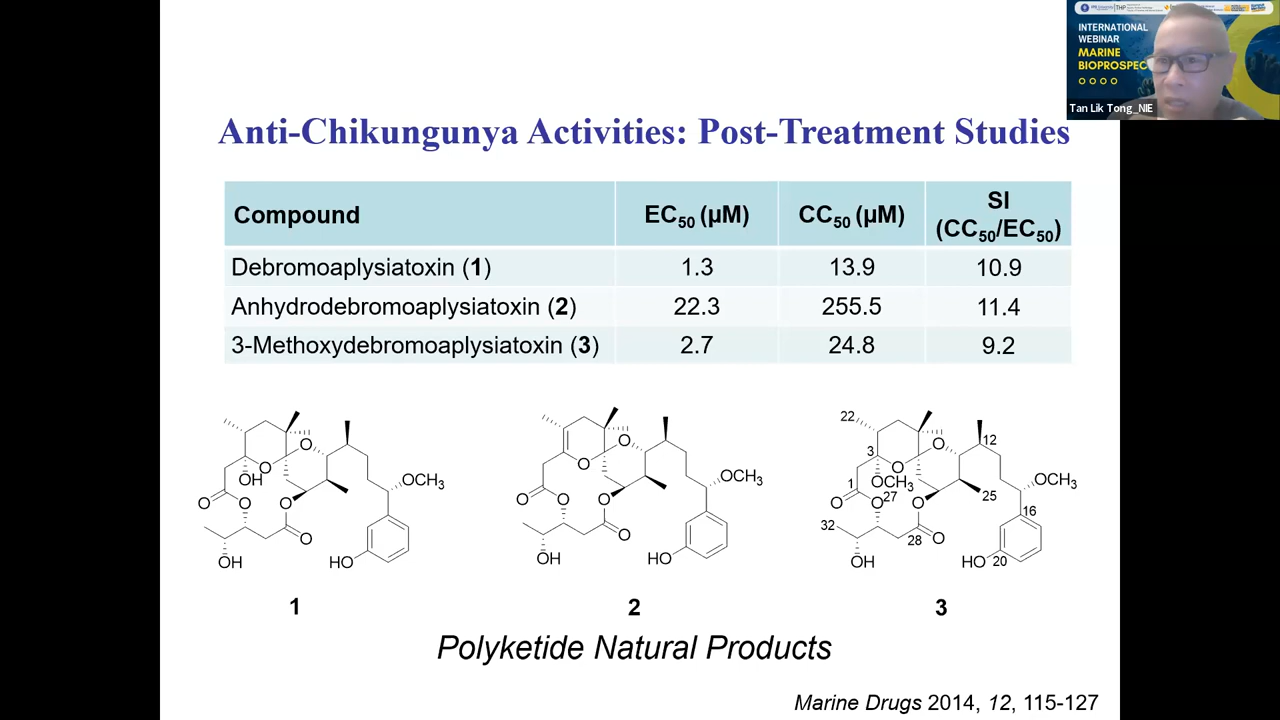 INTERNATIONAL
WEBINAR
MARINE
BIOPROSPEC
Tan Lik Tong_NIE
Anti-Chikungunya Activities: Post-Treatment Studies
Compound EC50 (µM) CC50 (µM) SI (CC50/EC50)
Debromoaplysiatoxin (1) 1.3 13.9 10.9
Anhydrodebromoaplysiatoxin (2) 22.3 255.5 11.4
3-Methoxydebromoaplysiatoxin (3) 2.7 24.8 9.2
O
O
OH
O
O
O
O
OH
HO
OCH3
1
O
O
O
O
O
O
OH
HO
OCH3
2
22
3
O
O
12
OCH3
1
27
25
O
O
O
O
16
OCH3
32
28
OH
HO
20
3
Polyketide Natural Products
Marine Drugs 2014, 12, 115-127